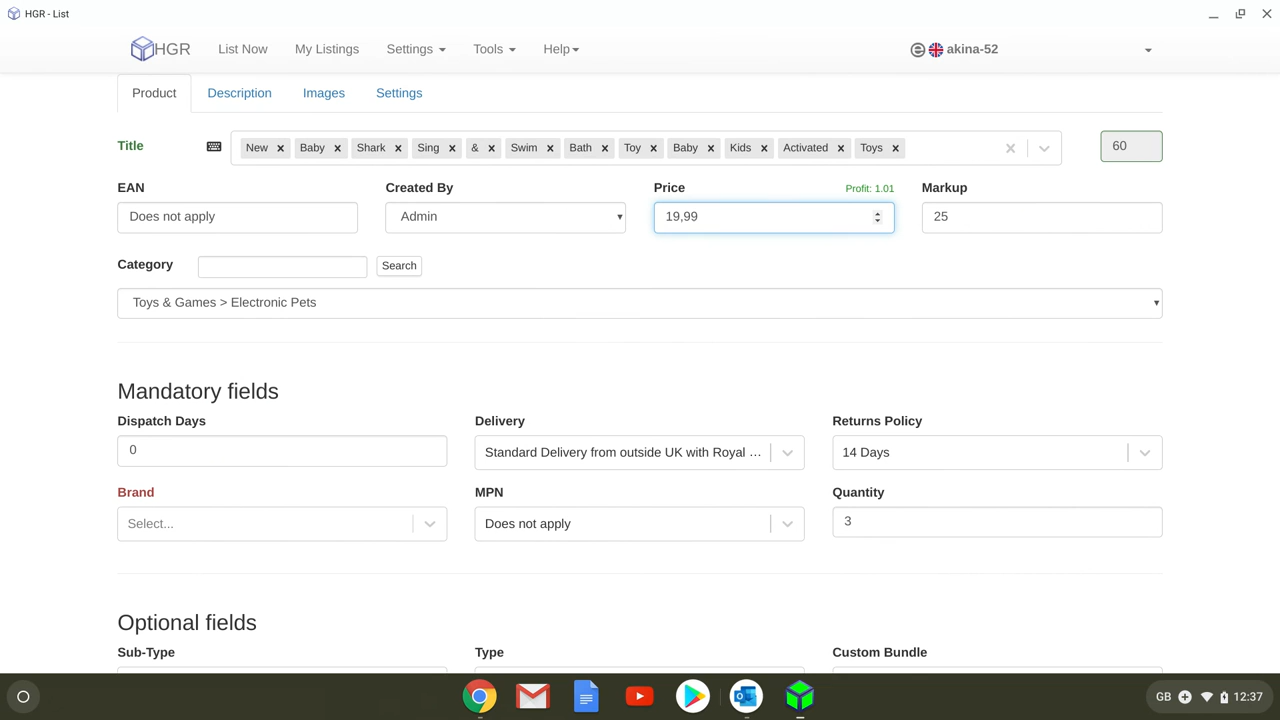 HGR - List
HGR List Now My Listings Settings Tools Help akina-52
Product Description Images Settings
Title New x Baby x Shark x Sing x & x Swim x Bath x Toy x Baby x Kids x Activated x Toys x 60
EAN Created By Price Profit: 1.01 Markup
Does not apply Admin 19,99 25
Category Search
Toys & Games > Electronic Pets
Mandatory fields
Dispatch Days Delivery Returns Policy
0 Standard Delivery from outside UK with Royal ... 14 Days
Brand MPN Quantity
Select... Does not apply 3
Optional fields
Sub-Type Type Custom Bundle
GB 12:37